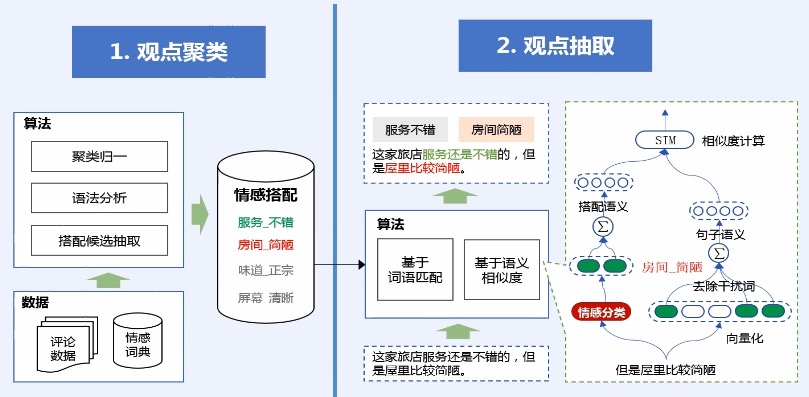 1. 观点聚类
算法
聚类归一
语法分析
搭配候选抽取
数据
评论
数据
情感
词典
情感搭配
服务_不错
房间_简陋
味道_正宗
屏幕 清晰
2. 观点抽取
服务不错
房间简陋
这家旅店服务还是不错的，但
是屋里比较简陋。
算法
基于
词语匹配
基于语义
相似度
这家旅店服务还是不错的，但
是屋里比较简陋。
STM
相似度计算
搭配语义
句子语义
Σ
Σ
房间_简陋
去除干扰词
情感分类
向量化
但是屋里比较简陋